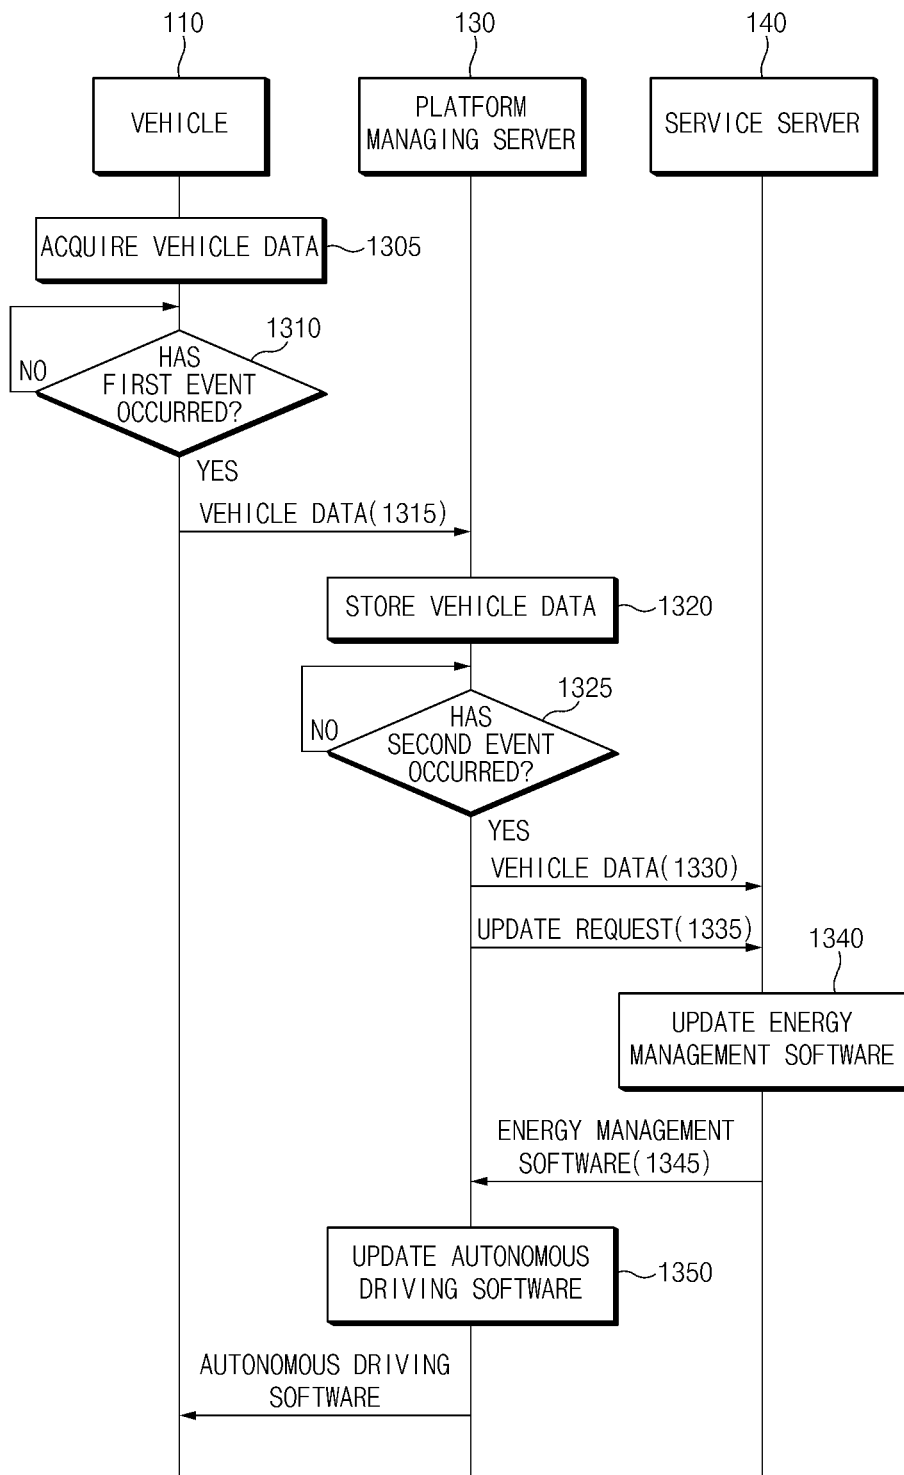 110
130
140
VEHICLE
PLATFORM
MANAGING SERVER
SERVICE SERVER
ACQUIRE VEHICLE DATA
1305
1310
HAS
FIRST EVENT
OCCURRED?
NO
YES
VEHICLE DATA(1315)
STORE VEHICLE DATA
1320
1325
HAS
SECOND EVENT
OCCURRED?
NO
YES
VEHICLE DATA(1330)
UPDATE REQUEST(1335)
1340
UPDATE ENERGY
MANAGEMENT SOFTWARE
ENERGY MANAGEMENT
SOFTWARE(1345)
UPDATE AUTONOMOUS
DRIVING SOFTWARE
1350
AUTONOMOUS DRIVING
SOFTWARE